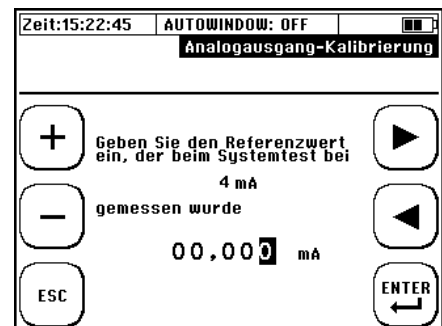 Zeit:15:22:45 AUTOWINDOW: OFF
Analogausgang-Kalibrierung
+
Geben Sie den Referenzwert
ein, der beim Systemtest bei
4 mA
— gemessen wurde
00,000 mA
ESC
ENTER